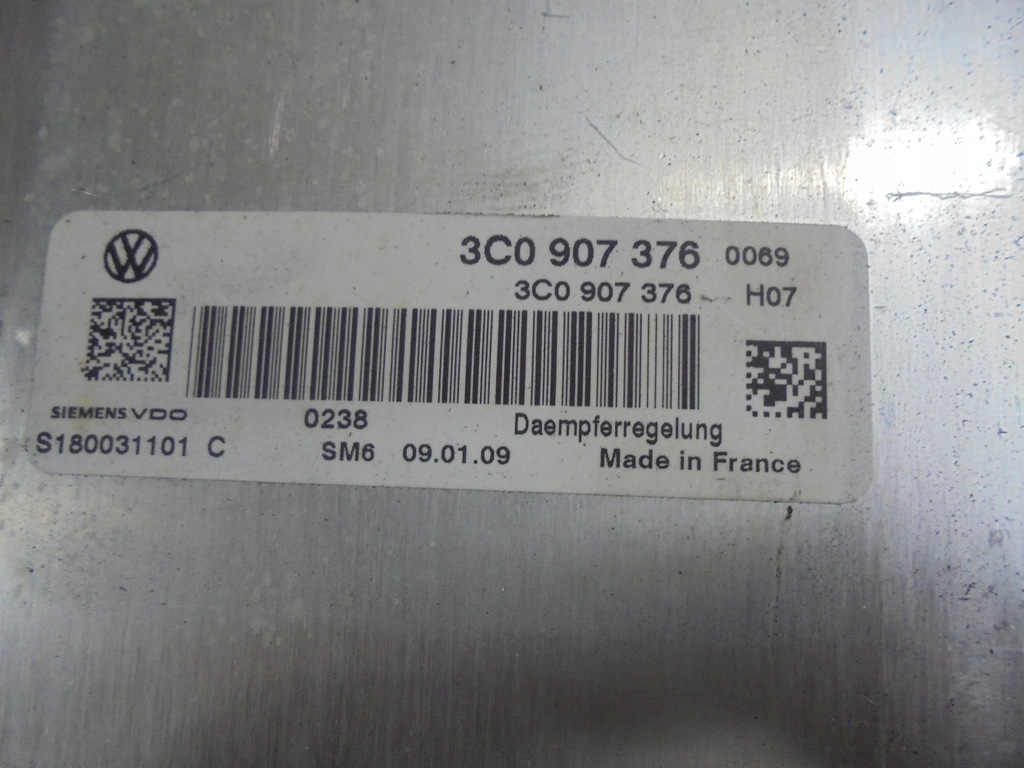 3C0 907 376 0069
3C0 907 376 H07
SIEMENS VDO 0238 Daempferregelung
S180031101 C SM6 09.01.09 Made in France